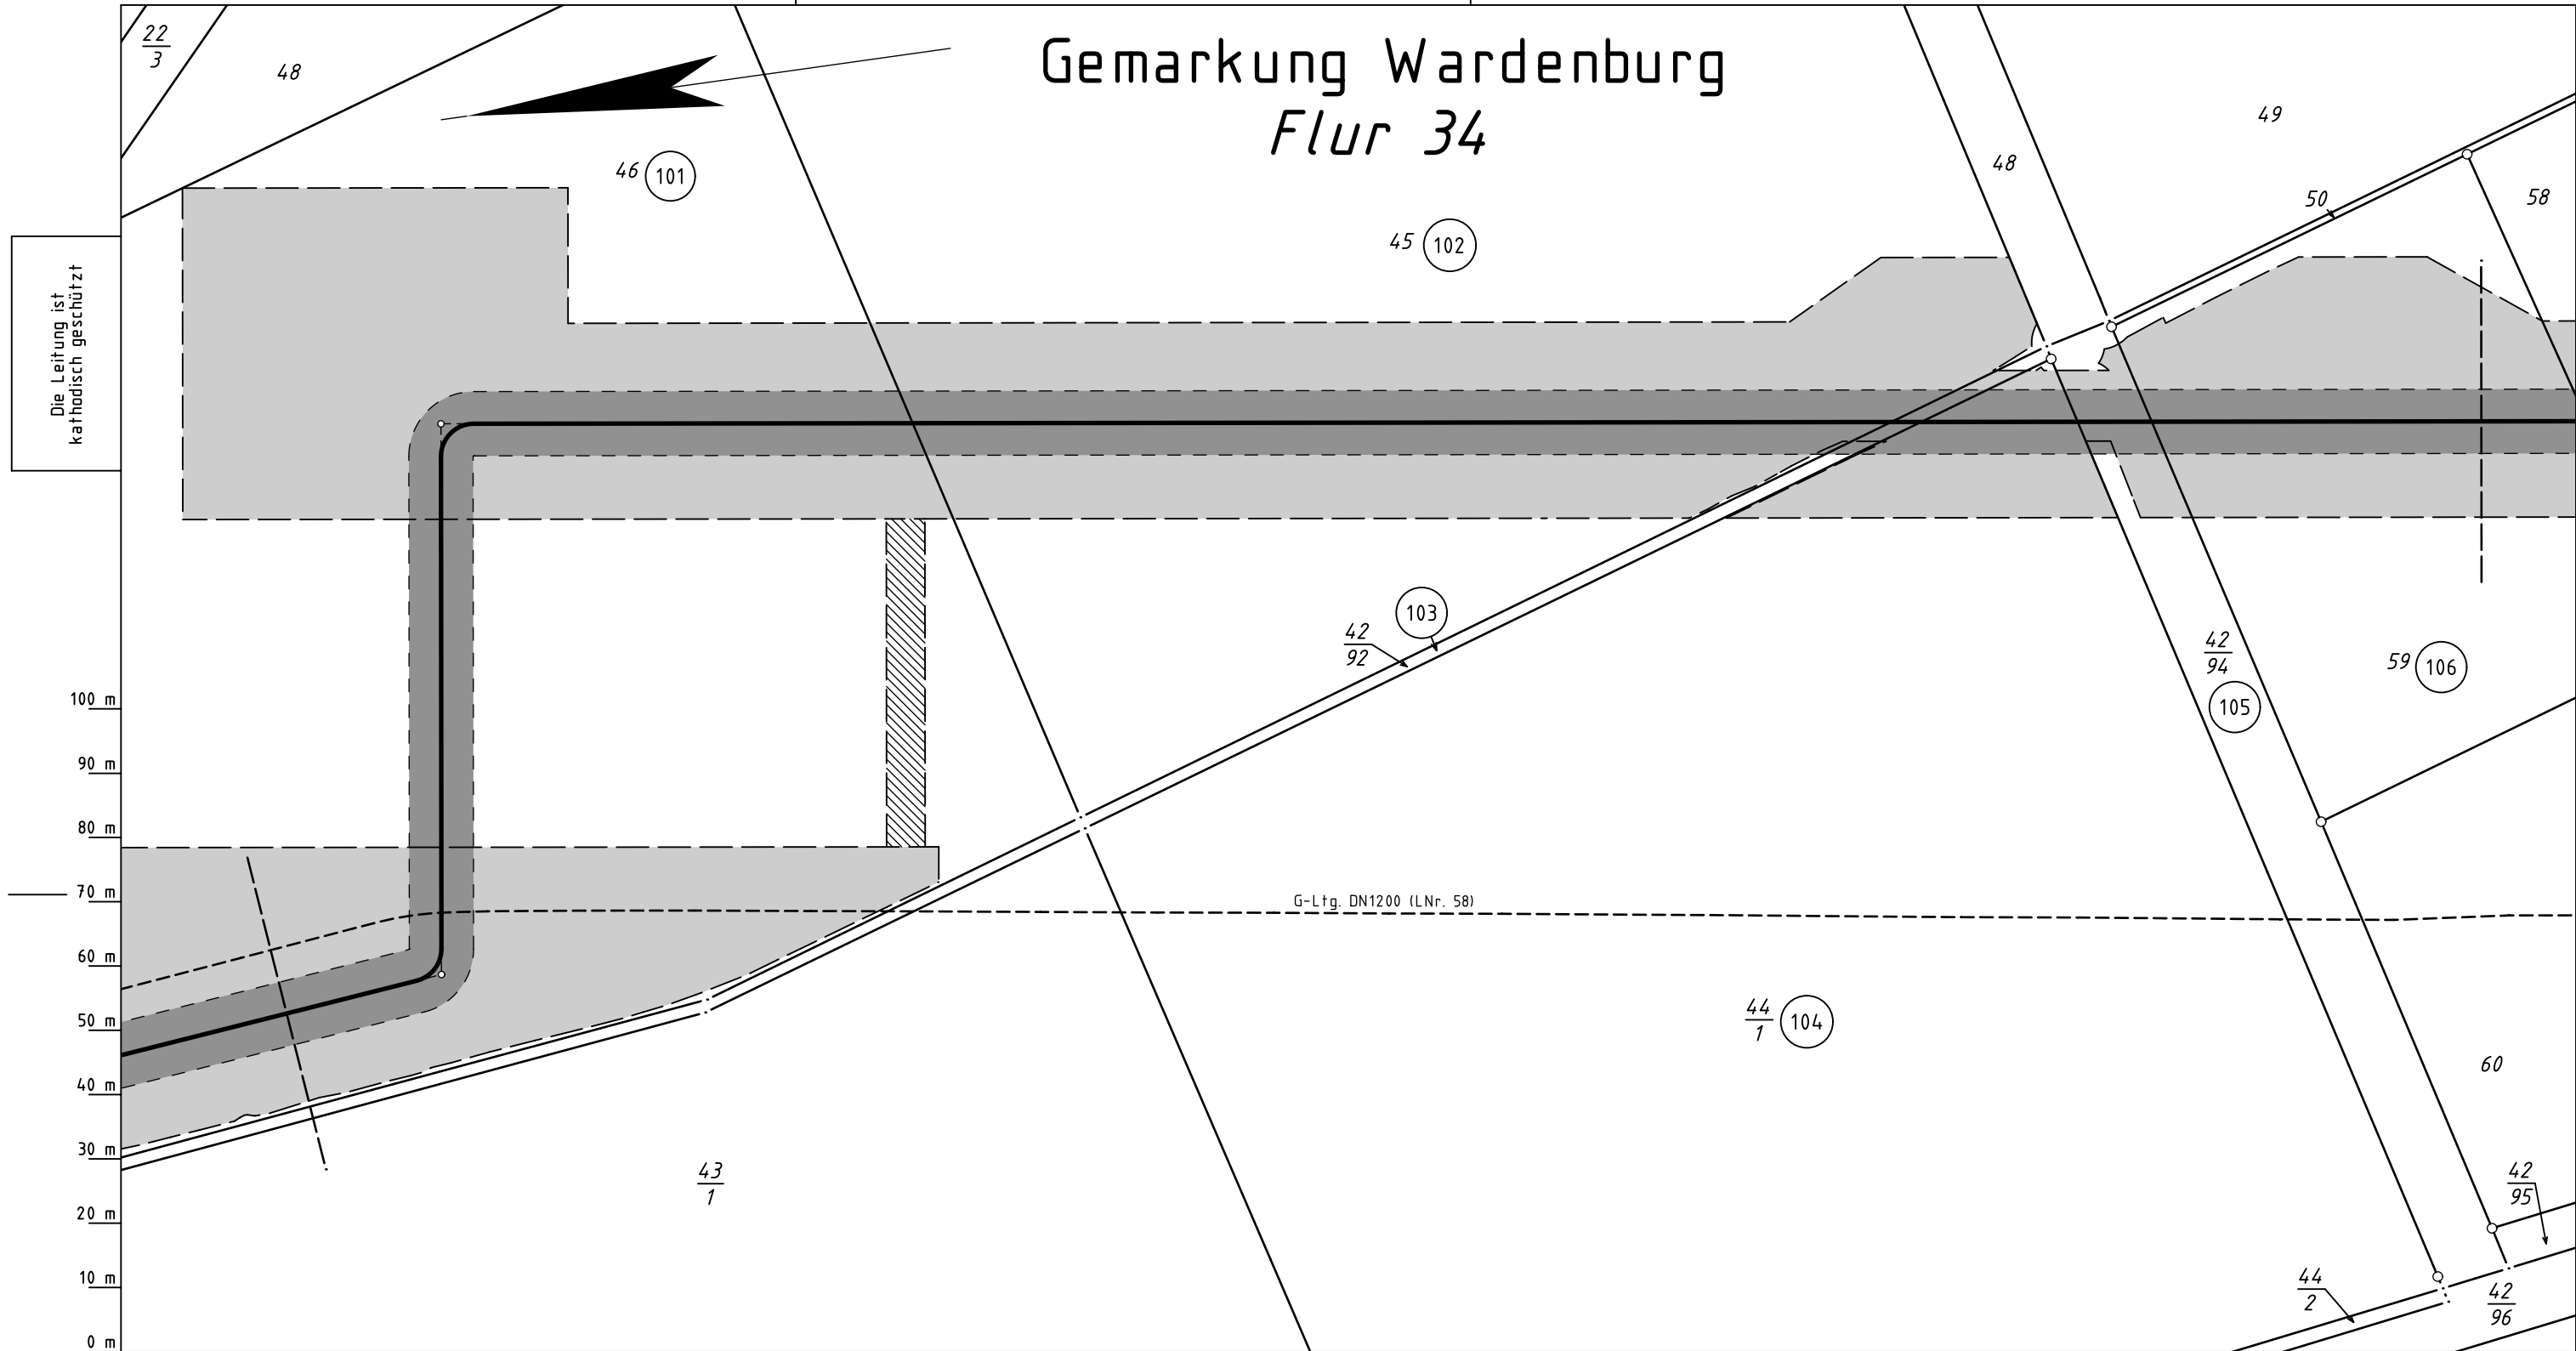 Gemarkung Wardenburg
Flur 34
22
3
48
46
101
45
102
48
49
50
58
Die Leitung ist
kathodisch geschützt
103
42
92
42
94
105
59
106
100 m
90 m
80 m
70 m
60 m
50 m
40 m
30 m
20 m
10 m
0 m
G-Ltg. DN1200 (LNr. 58)
44
1
104
60
43
1
42
95
44
2
42
96